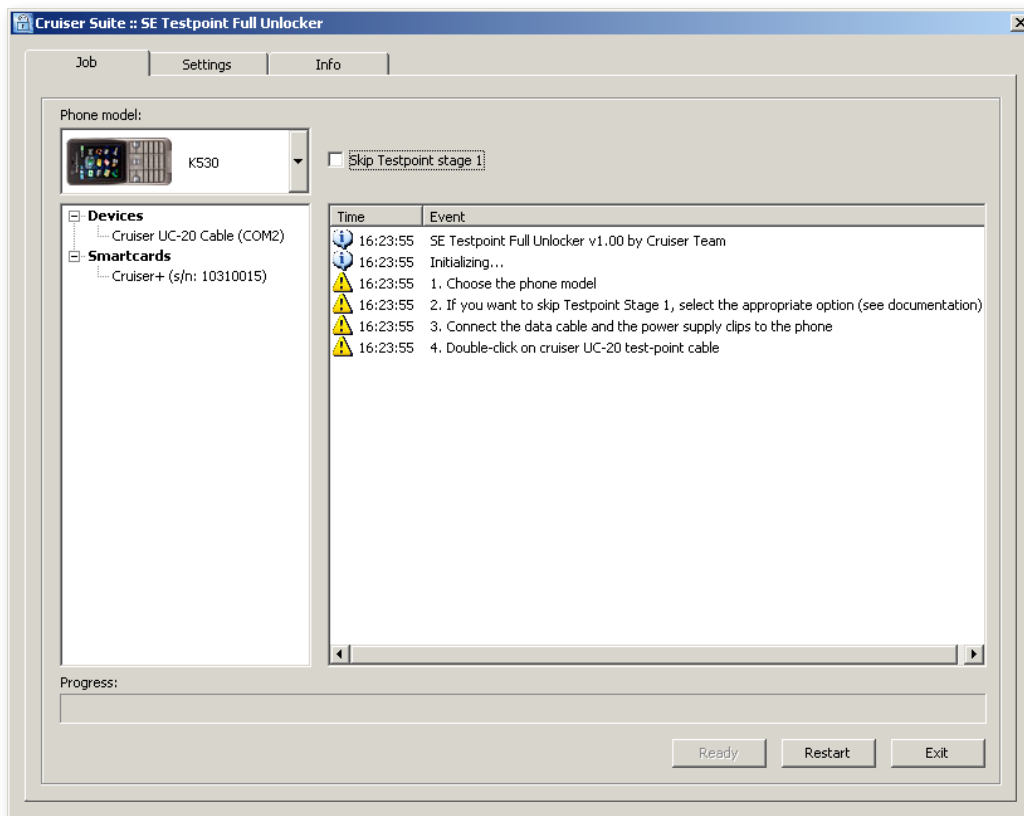 Cruiser Suite :: SE Testpoint Full Unlocker
Job
Settings
Info
Phone model:
K530
Skip Testpoint stage 1
Devices
Cruiser UC-20 Cable (COM2)
Smartcards
Cruiser+ (s/n: 10310015)
Time Event
16:23:55 SE Testpoint Full Unlocker v1.00 by Cruiser Team
16:23:55 Initializing...
16:23:55 1. Choose the phone model
16:23:55 2. If you want to skip Testpoint Stage 1, select the appropriate option (see documentation)
16:23:55 3. Connect the data cable and the power supply clips to the phone
16:23:55 4. Double-click on cruiser UC-20 test-point cable
Progress:
Ready
Restart
Exit